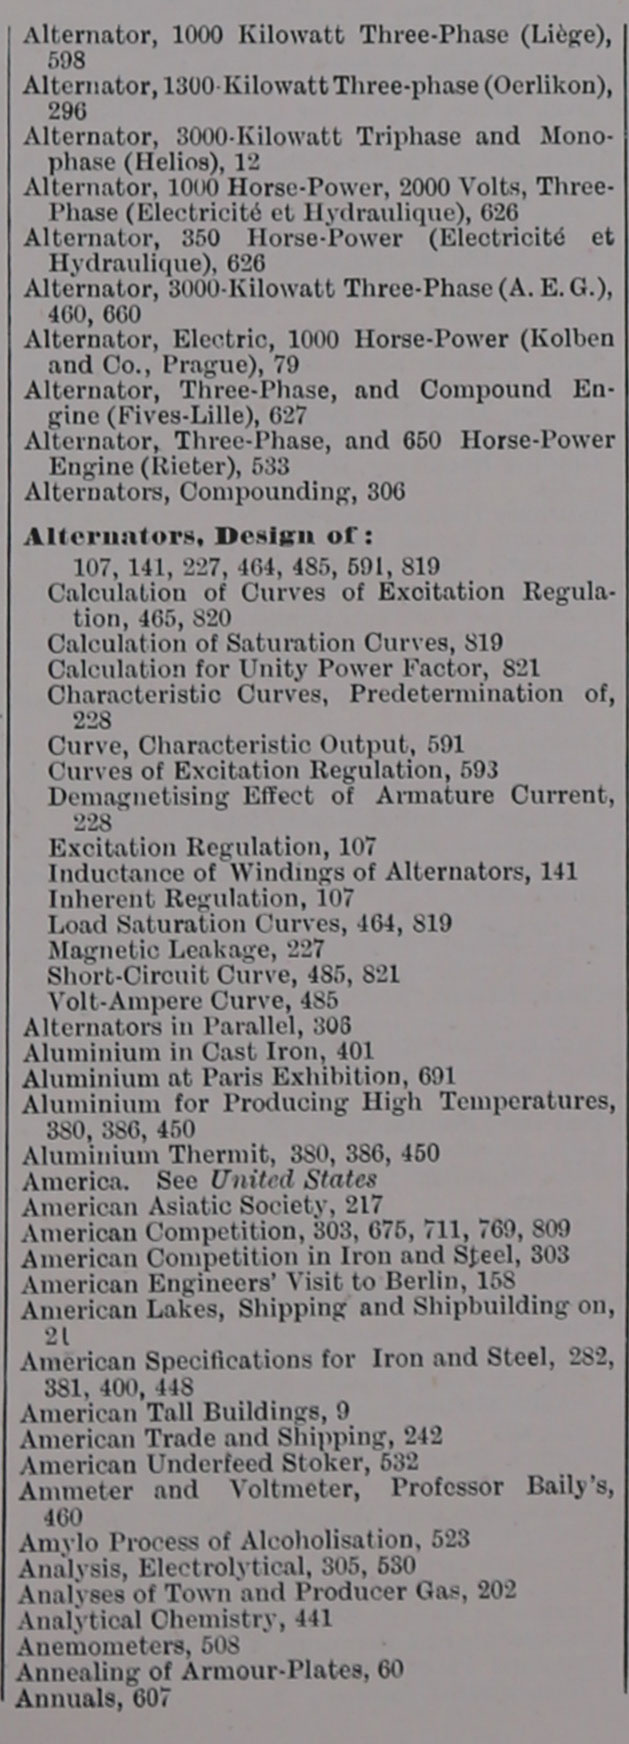 Alternator, 1000 Kilowatt Three-Phase (Liège),
598
Alternator, 1300-Kilowatt Three-phase (Oerlikon),
296
Alternator, 3000-Kilowatt Triphase and Mono-
phase (Helios), 12
Alternator, 1000 Horse-Power, 2000 Volts, Three-
Phase (Electricité et Hydraulique), 626
Alternator, 350 Horse-Power (Electricité et
Hydraulique), 626
Alternator, 3000-Kilowatt Three-Phase (A. E. G.),
460, 660
Alternator, Electric, 1000 Horse-Power (Kolben
and Co., Prague), 79
Alternator, Three-Phase, and Compound En-
gine (Fives-Lille), 627
Alternator, Three-Phase, and 650 Horse-Power
Engine (Rieter), 533
Alternators, Compounding, 306
Alternators, Design of:
107, 141, 227, 464, 485, 591, 819
Calculation of Curves of Excitation Regula-
tion, 465, 820
Calculation of Saturation Curves, 819
Calculation for Unity Power Factor, 821
Characteristic Curves, Predetermination of,
228
Curve, Characteristic Output, 591
Curves of Excitation Regulation, 593
Demagnetising Effect of Armature Current,
228
Excitation Regulation, 107
Inductance of Windings of Alternators, 141
Inherent Regulation, 107
Load Saturation Curves, 464, 819
Magnetic Leakage, 227
Short-Circuit Curve, 485, 821
Volt-Ampere Curve, 485
Alternators in Parallel, 306
Aluminium in Cast Iron, 401
Aluminium at Paris Exhibition, 691
Aluminium for Producing High Temperatures,
380, 386, 450
Aluminium Thermit, 380, 386, 450
America. See United States
American Asiatic Society, 217
American Competition, 303, 675, 711, 769, 809
American Competition in Iron and Steel, 303
American Engineers' Visit to Berlin, 158
American Lakes, Shipping and Shipbuilding on,
21
American Specifications for Iron and Steel, 282,
381, 400, 448
American Tall Buildings, 9
American Trade and Shipping, 242
American Underfeed Stoker, 532
Ammeter and Voltmeter, Professor Baily's,
460
Amylo Process of Alcoholisation, 523
Analysis, Electrolytical, 305, 530
Analyses of Town and Producer Gas, 202
Analytical Chemistry, 441
Anemometers, 508
Annealing of Armour-Plates, 60
Annuals, 607